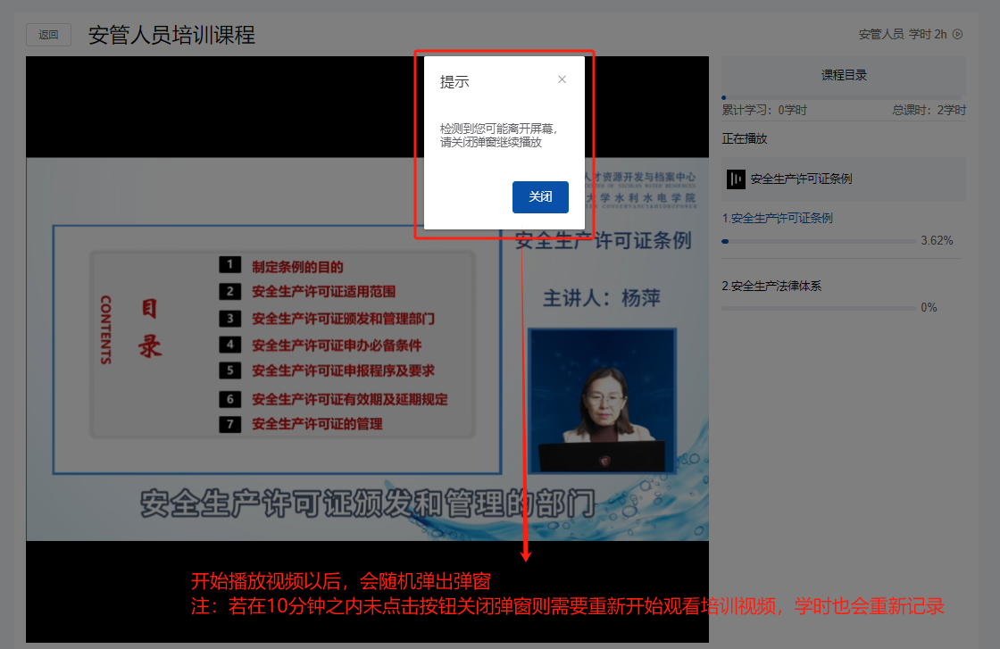 返回
安管人员培训课程
安管人员 学时 2h
提示
×
检测到您可能离开屏幕，
请关闭弹窗继续播放
关闭
课程目录
累计学习：0学时
总课时：2学时
正在播放
安全生产许可证条例
1.安全生产许可证条例
3.62%
2.安全生产法律体系
0%
人才资源开发与档案中心
大学水利水电学院
安全生产许可证条例
主讲人：杨萍
CONTENTS
目录
1 制定条例的目的
2 安全生产许可证适用范围
3 安全生产许可证颁发和管理部门
4 安全生产许可证申办必备条件
5 安全生产许可证申报程序及要求
6 安全生产许可证有效期及延期规定
7 安全生产许可证的管理
安全生产许可证颁发和管理的部门
开始播放视频以后，会随机弹出弹窗
注：若在10分钟之内未点击按钮关闭弹窗则需要重新开始观看培训视频，学时也会重新记录